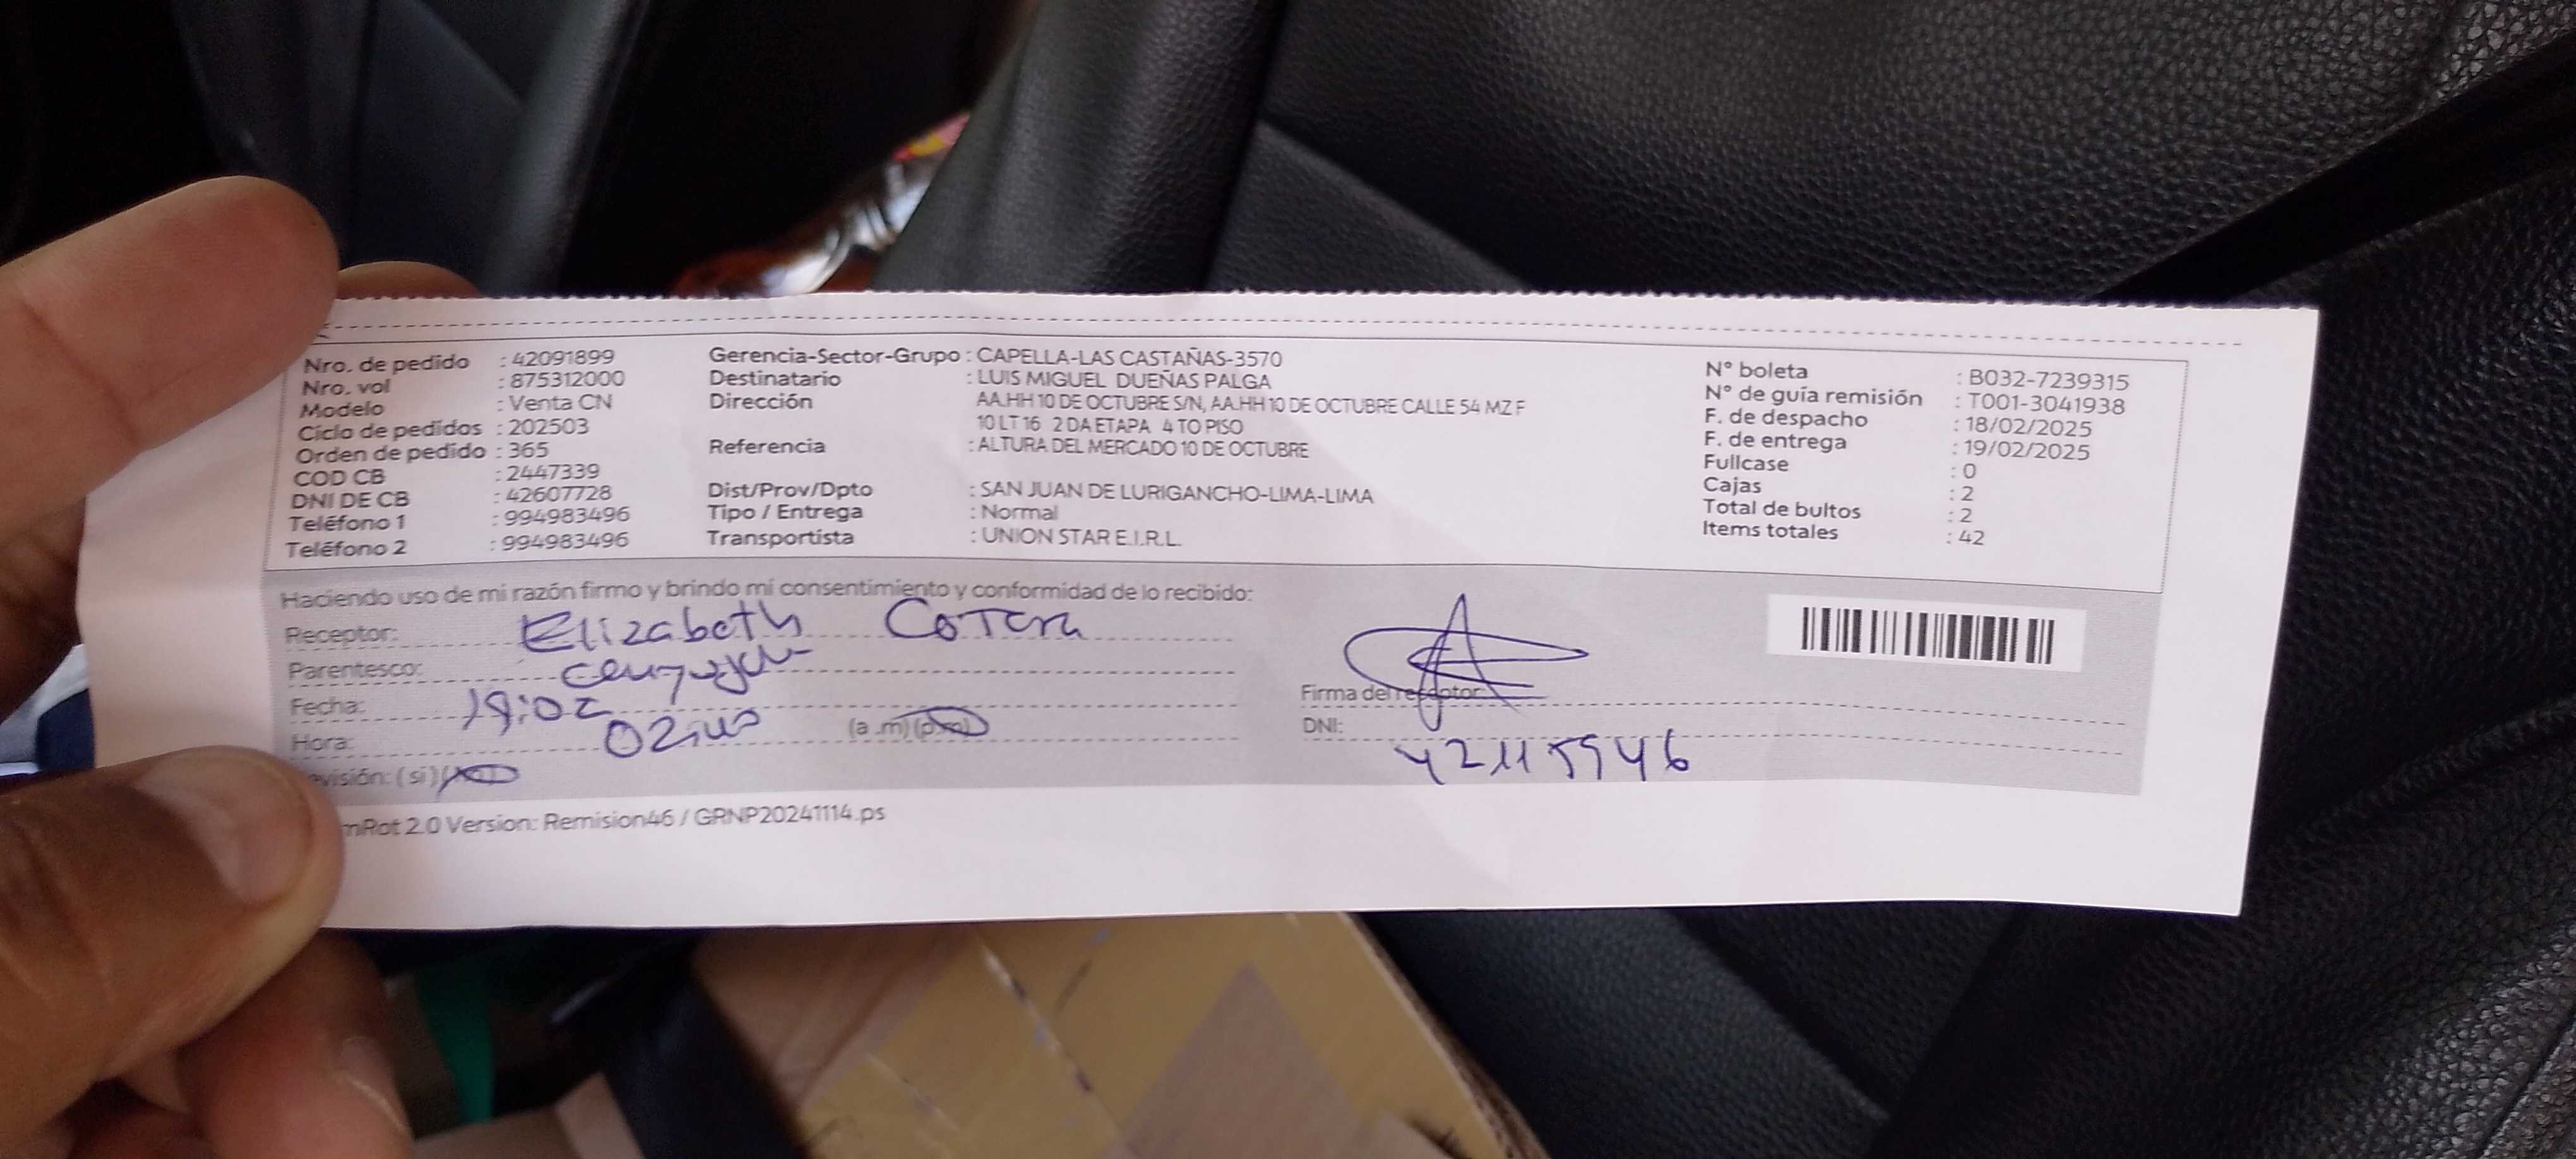 Nro. de pedido : 42091899
Nro. vol : 875312000
Modelo : Venta CN
Ciclo de pedidos : 202503
Orden de pedido : 365
COD CB : 2447339
DNI DE CB : 42607728
Teléfono 1 : 994983496
Teléfono 2 : 994983496
Gerencia-Sector-Grupo : CAPELLA-LAS CASTAÑAS-3570
Destinatario : LUIS MIGUEL DUEÑAS PALGA
Dirección AA.HH 10 DE OCTUBRE S/N, AA.HH 10 DE OCTUBRE CALLE 54 MZ F
10 LT 16 2 DA ETAPA 4 TO PISO
Referencia : ALTURA DEL MERCADO 10 DE OCTUBRE
Dist/Prov/Dpto : SAN JUAN DE LURIGANCHO-LIMA-LIMA
Tipo / Entrega : Normal
Transportista : UNION STAR E.I.R.L.
N° boleta : B032-7239315
N° de guía remisión : T001-3041938
F. de despacho : 18/02/2025
F. de entrega : 19/02/2025
Fullcase : 0
Cajas : 2
Total de bultos : 2
Items totales : 42
Haciendo uso de mi razón firmo y brindo mi consentimiento y conformidad de lo recibido:
Receptor: Elizabeth Cotera
Parentesco:
Fecha: 19:02
Hora: (a.m) (p.m)
visión: (si)
Firma del receptor:
DNI: 42115946
mRot 2.0 Version: Remision46 / GRNP20241114.ps